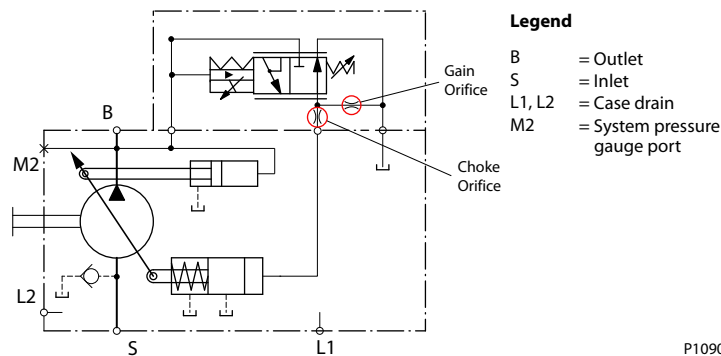 Legend
B = Outlet
S = Inlet
L1, L2 = Case drain
M2 = System pressure
gauge port
Gain
Orifice
B
M2
Choke
Orifice
L2
S
L1
P1090